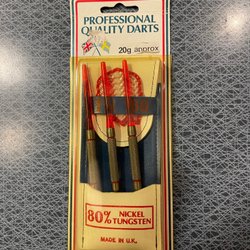 PROFESSIONAL
QUALITY DARTS
20g approx
80% NICKEL
TUNGSTEN
MADE IN U.K.